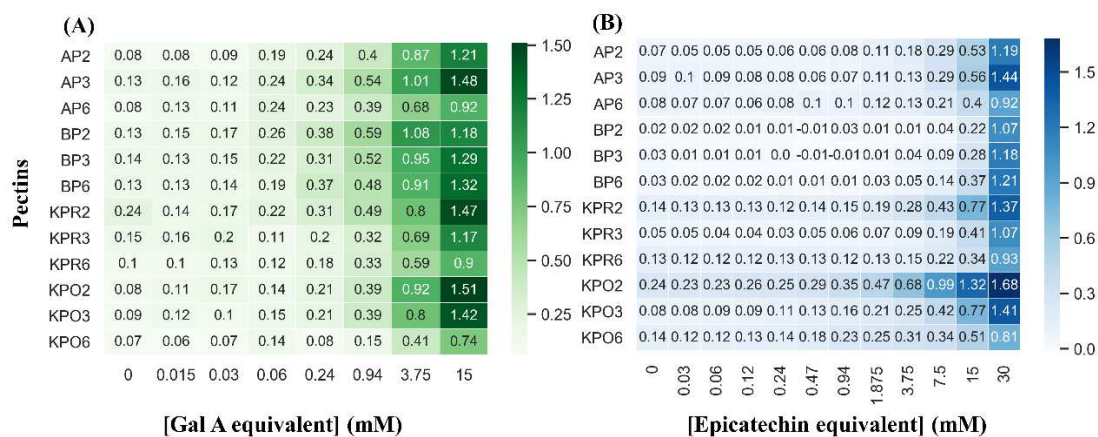 (A)
AP2 0.08 0.08 0.09 0.19 0.24 0.4 0.87 1.21
AP3 0.13 0.16 0.12 0.24 0.34 0.54 1.01 1.48
AP6 0.08 0.13 0.11 0.24 0.23 0.39 0.68 0.92
BP2 0.13 0.15 0.17 0.26 0.38 0.59 1.08 1.18
BP3 0.14 0.13 0.15 0.22 0.31 0.52 0.95 1.29
BP6 0.13 0.13 0.14 0.19 0.37 0.48 0.91 1.32
KPR2 0.24 0.14 0.17 0.22 0.31 0.49 0.8 1.47
KPR3 0.15 0.16 0.2 0.11 0.2 0.32 0.69 1.17
KPR6 0.1 0.1 0.13 0.12 0.18 0.33 0.59 0.9
KPO2 0.08 0.11 0.17 0.14 0.21 0.39 0.92 1.51
KPO3 0.09 0.12 0.1 0.15 0.21 0.39 0.8 1.42
KPO6 0.07 0.06 0.07 0.14 0.08 0.15 0.41 0.74
0 0.015 0.03 0.06 0.24 0.94 3.75 15
[Gal A equivalent] (mM)
Pectins
1.50
1.25
1.00
0.75
0.50
0.25
(B)
AP2 0.07 0.05 0.05 0.05 0.06 0.06 0.08 0.11 0.18 0.29 0.53 1.19
AP3 0.09 0.1 0.09 0.08 0.08 0.06 0.07 0.11 0.13 0.29 0.56 1.44
AP6 0.08 0.07 0.07 0.06 0.08 0.1 0.1 0.12 0.13 0.21 0.4 0.92
BP2 0.02 0.02 0.01 0.01 0.01 -0.01 0.03 0.01 0.01 0.04 0.22 1.07
BP3 0.03 0.01 0.01 0.01 0.0 -0.01 -0.01 0.01 0.04 0.09 0.28 1.18
BP6 0.03 0.02 0.02 0.02 0.01 0.01 0.01 0.03 0.05 0.14 0.37 1.21
KPR2 0.14 0.13 0.13 0.13 0.12 0.14 0.15 0.19 0.28 0.43 0.77 1.37
KPR3 0.05 0.05 0.04 0.04 0.03 0.05 0.06 0.07 0.09 0.19 0.41 1.07
KPR6 0.13 0.12 0.12 0.12 0.12 0.13 0.13 0.12 0.15 0.22 0.34 0.93
KPO2 0.24 0.23 0.23 0.26 0.25 0.29 0.35 0.47 0.68 0.99 1.32 1.68
KPO3 0.08 0.08 0.09 0.09 0.11 0.13 0.16 0.21 0.25 0.42 0.77 1.41
KPO6 0.14 0.12 0.12 0.13 0.14 0.18 0.23 0.25 0.31 0.34 0.51 0.81
0 0.03 0.06 0.12 0.24 0.47 0.94 1.875 3.75 7.5 15 30
[Epicatechin equivalent] (mM)
1.5
1.2
0.9
0.6
0.3
0.0